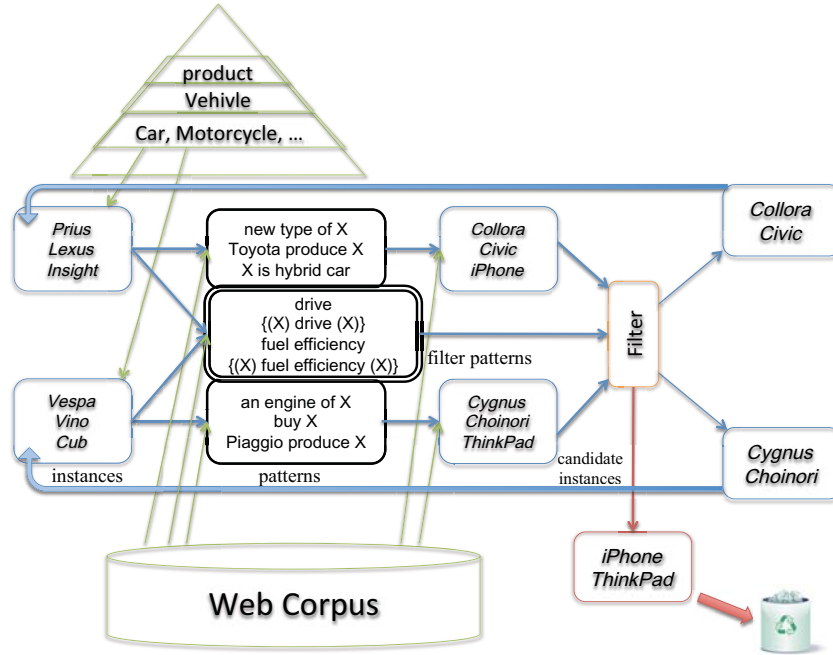 product
Vehivle
Car, Motorcycle, ...
Prius
Lexus
Insight
new type of X
Toyota produce X
X is hybrid car
Collora
Civic
iPhone
Collora
Civic
drive
{(X) drive (X)}
fuel efficiency
{(X) fuel efficiency (X)}
filter patterns
Filter
Vespa
Vino
Cub
an engine of X
buy X
Piaggio produce X
Cygnus
Choinori
ThinkPad
Cygnus
Choinori
instances
patterns
candidate
instances
iPhone
ThinkPad
Web Corpus